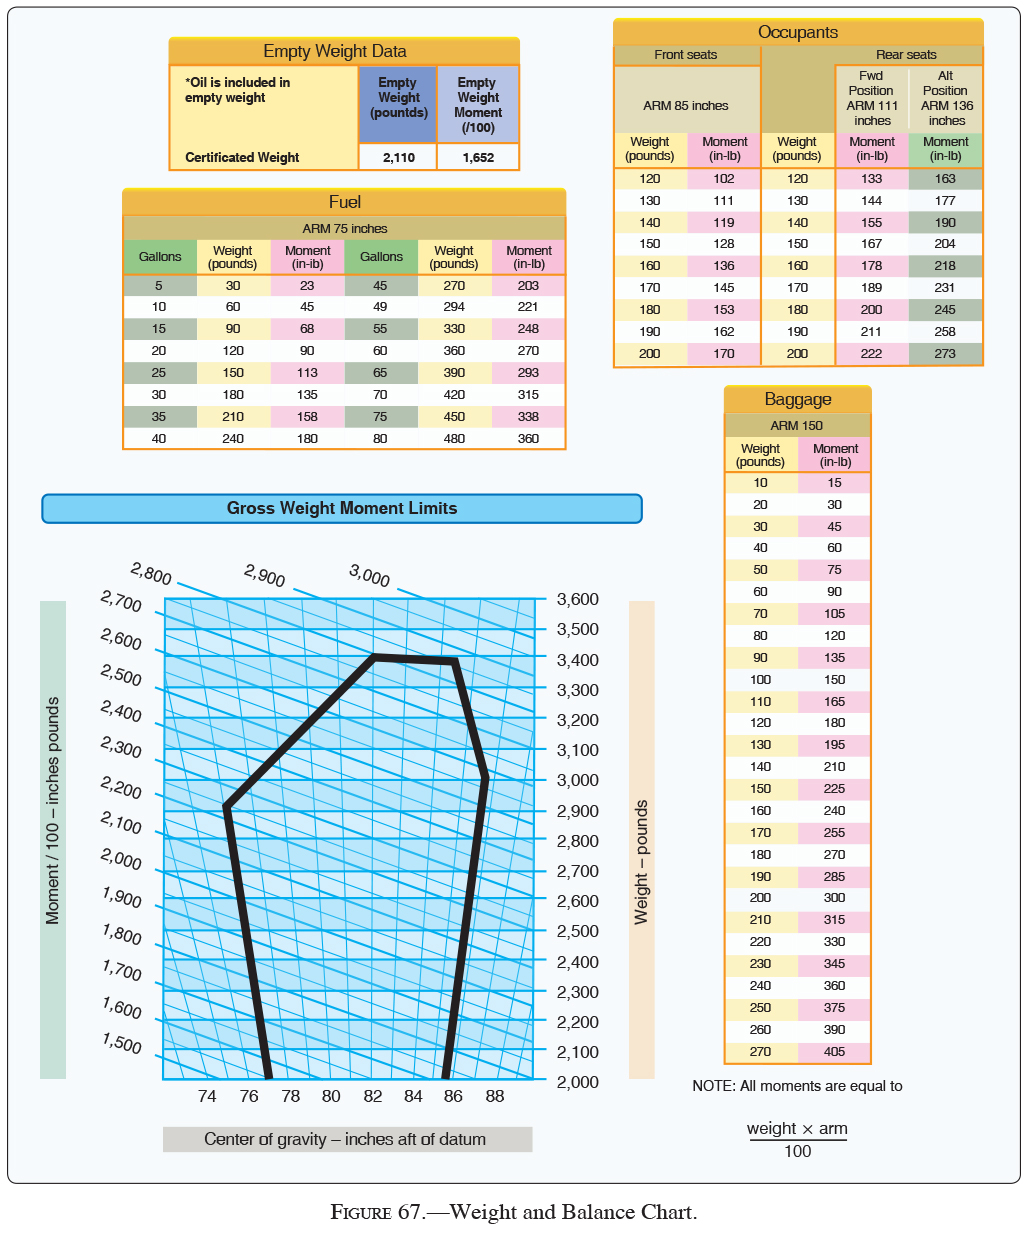 Empty Weight Data
*Oil is included in
empty weight
Empty
Weight
(pountds)
Empty
Weight
Moment
(/100)
Certificated Weight 2,110 1,652
Fuel
ARM 75 inches
Gallons Weight (pounds) Moment (in-ib) Gallons Weight (pounds) Moment (in-lb)
5 30 23 45 270 203
10 60 45 49 294 221
15 90 68 55 330 248
20 120 90 60 360 270
25 150 113 65 390 293
30 180 135 70 420 315
35 210 158 75 450 338
40 240 180 80 480 360
Occupants
Front seats Rear seats
ARM 85 inches
Fwd
Position
ARM 111
inches
Alt
Position
ARM 136
inches
Weight (pounds) Moment (in-lb) Weight (pounds) Moment (in-lb) Moment (in-lb)
120 102 120 133 163
130 111 130 144 177
140 119 140 155 190
150 128 150 167 204
160 136 160 178 218
170 145 170 189 231
180 153 180 200 245
190 162 190 211 258
200 170 200 222 273
Baggage
ARM 150
Weight (pounds) Moment (in-lb)
10 15
20 30
30 45
40 60
50 75
60 90
70 105
80 120
90 135
100 150
110 165
120 180
130 195
140 210
150 225
160 240
170 255
180 270
190 285
200 300
210 315
220 330
230 345
240 360
250 375
260 390
270 405
NOTE: All moments are equal to
weight × arm
100
Gross Weight Moment Limits
2,800 2,900 3,000
2,700
2,600
2,500
2,400
2,300
2,200
2,100
2,000
1,900
1,800
1,700
1,600
1,500
Moment / 100 – inches pounds
3,600
3,500
3,400
3,300
3,200
3,100
3,000
2,900
2,800
2,700
2,600
2,500
2,400
2,300
2,200
2,100
2,000
Weight – pounds
74 76 78 80 82 84 86 88
Center of gravity – inches aft of datum
FIGURE 67.—Weight and Balance Chart.